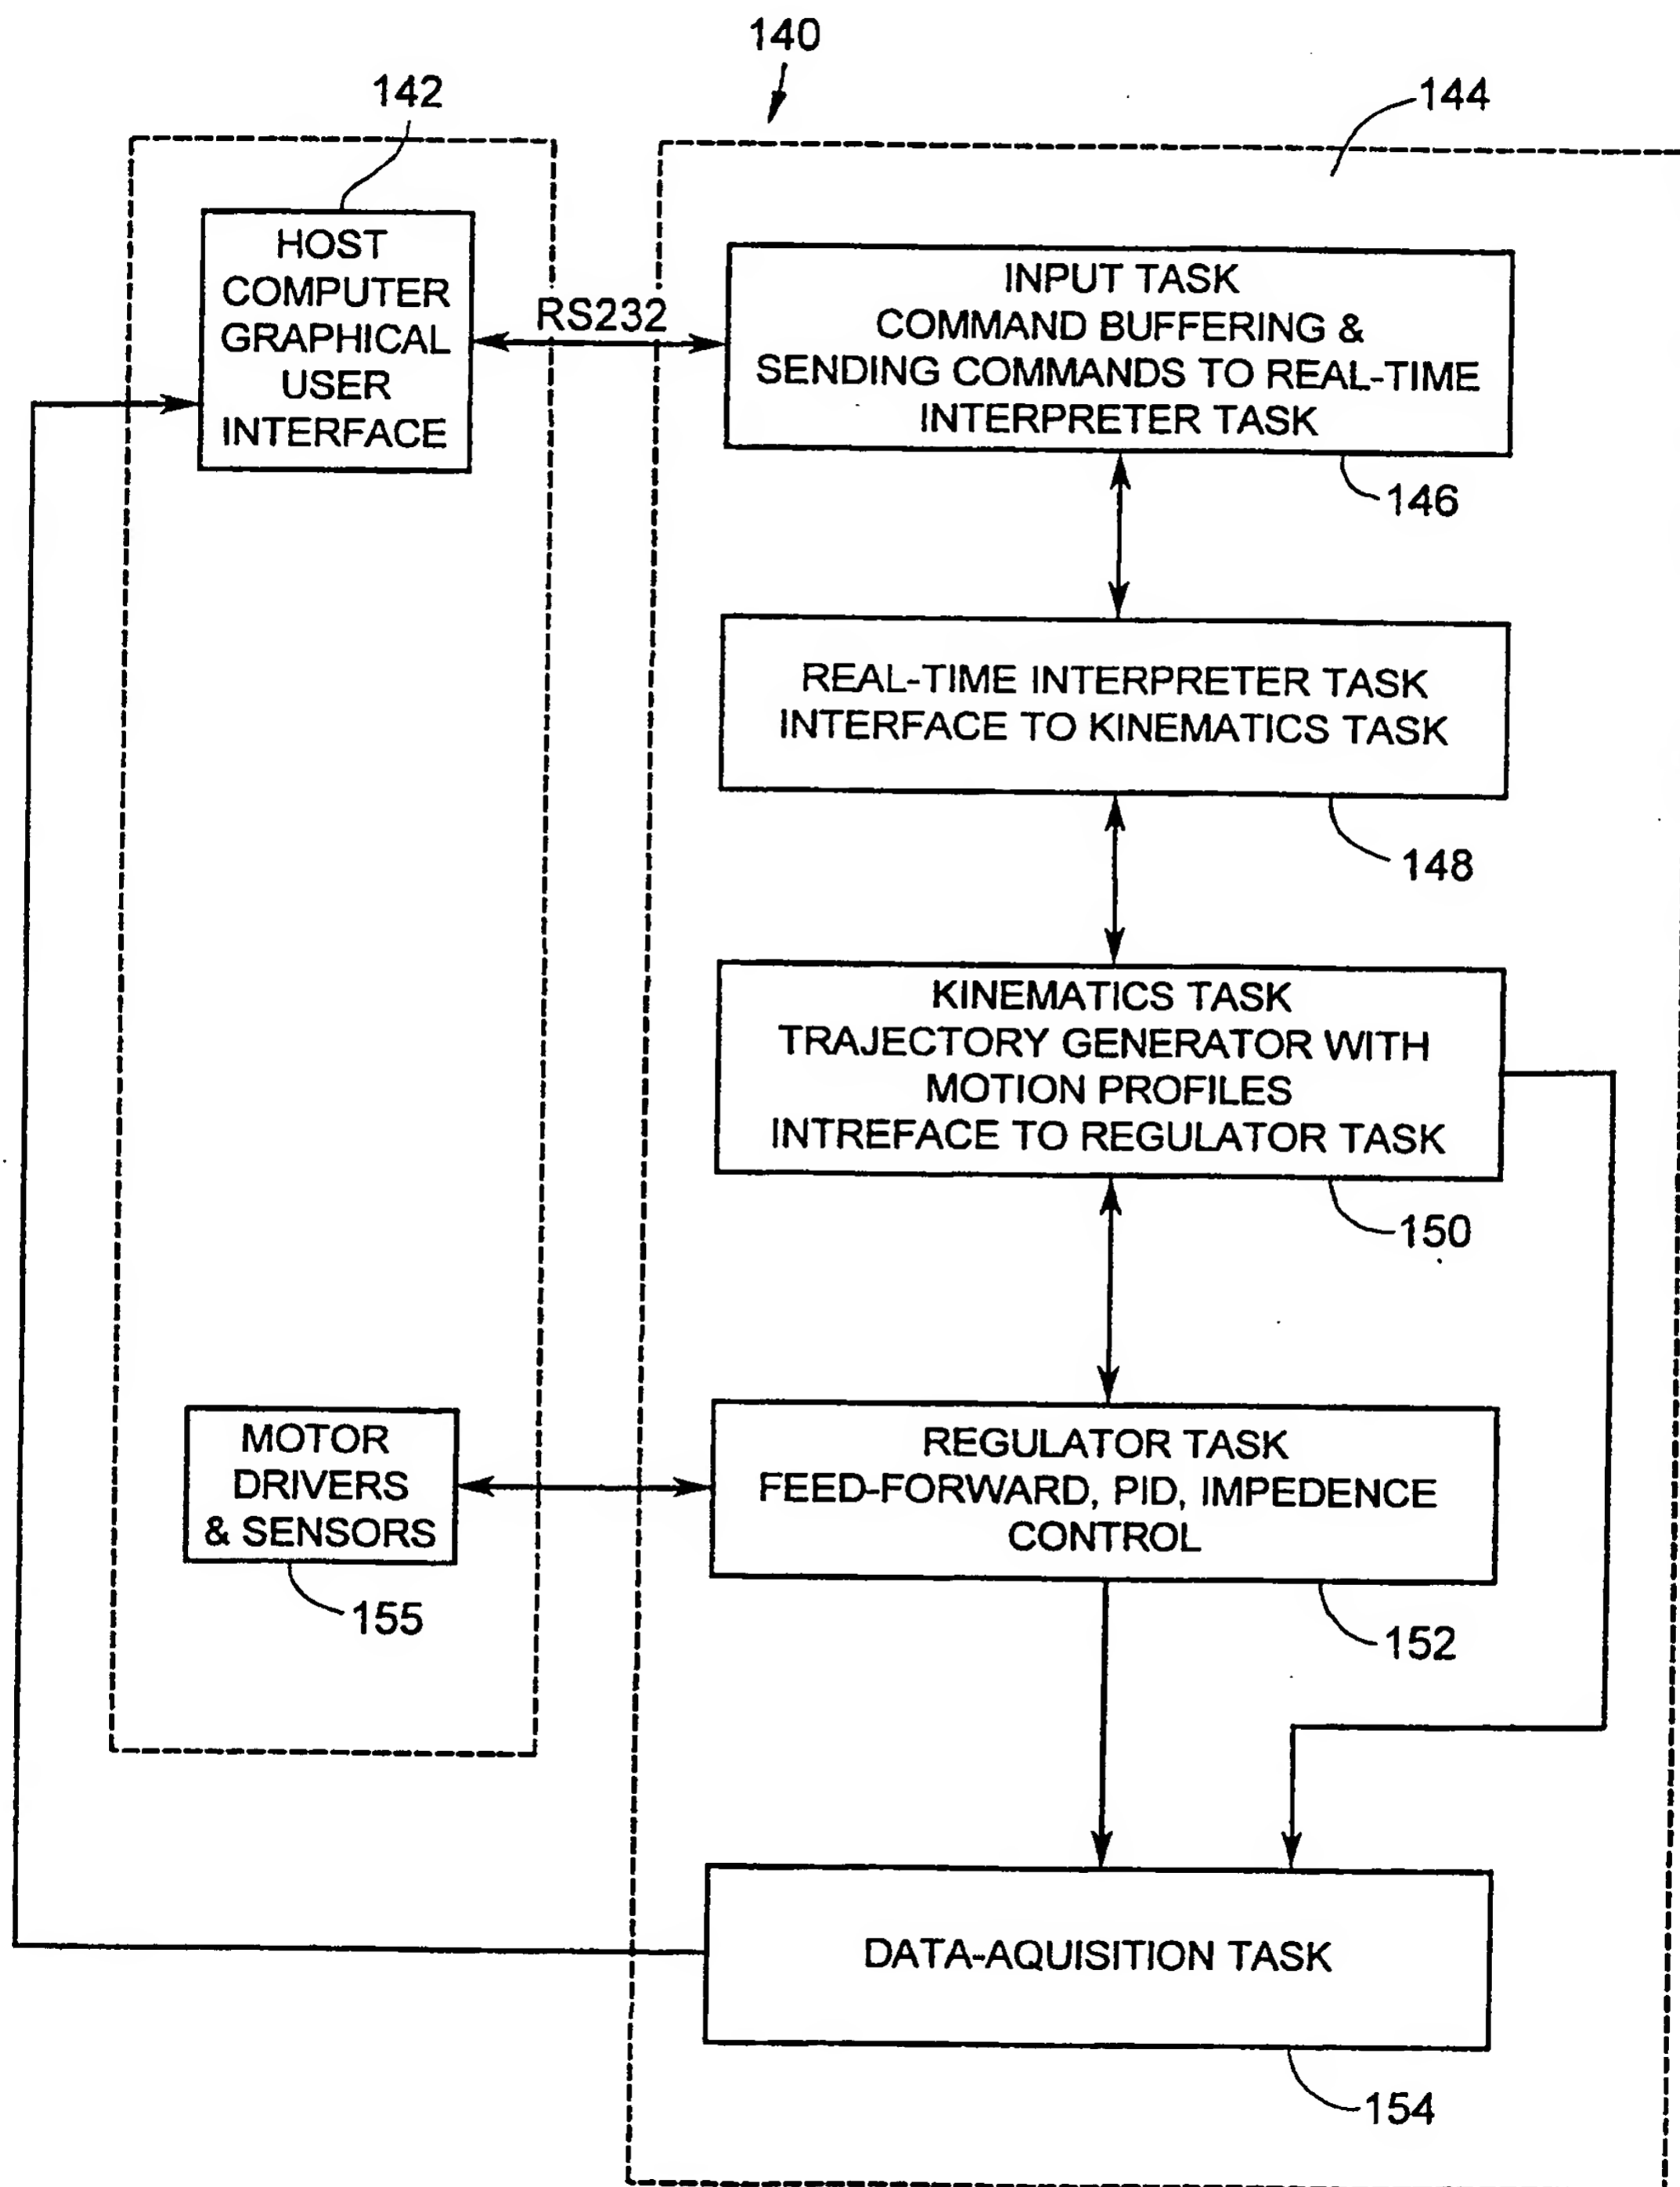 140
142
144
HOST
COMPUTER
GRAPHICAL
USER
INTERFACE
RS232
INPUT TASK
COMMAND BUFFERING &
SENDING COMMANDS TO REAL-TIME
INTERPRETER TASK
146
REAL-TIME INTERPRETER TASK
INTERFACE TO KINEMATICS TASK
148
KINEMATICS TASK
TRAJECTORY GENERATOR WITH
MOTION PROFILES
INTREFACE TO REGULATOR TASK
150
MOTOR
DRIVERS
& SENSORS
155
REGULATOR TASK
FEED-FORWARD, PID, IMPEDENCE
CONTROL
152
DATA-AQUISITION TASK
154